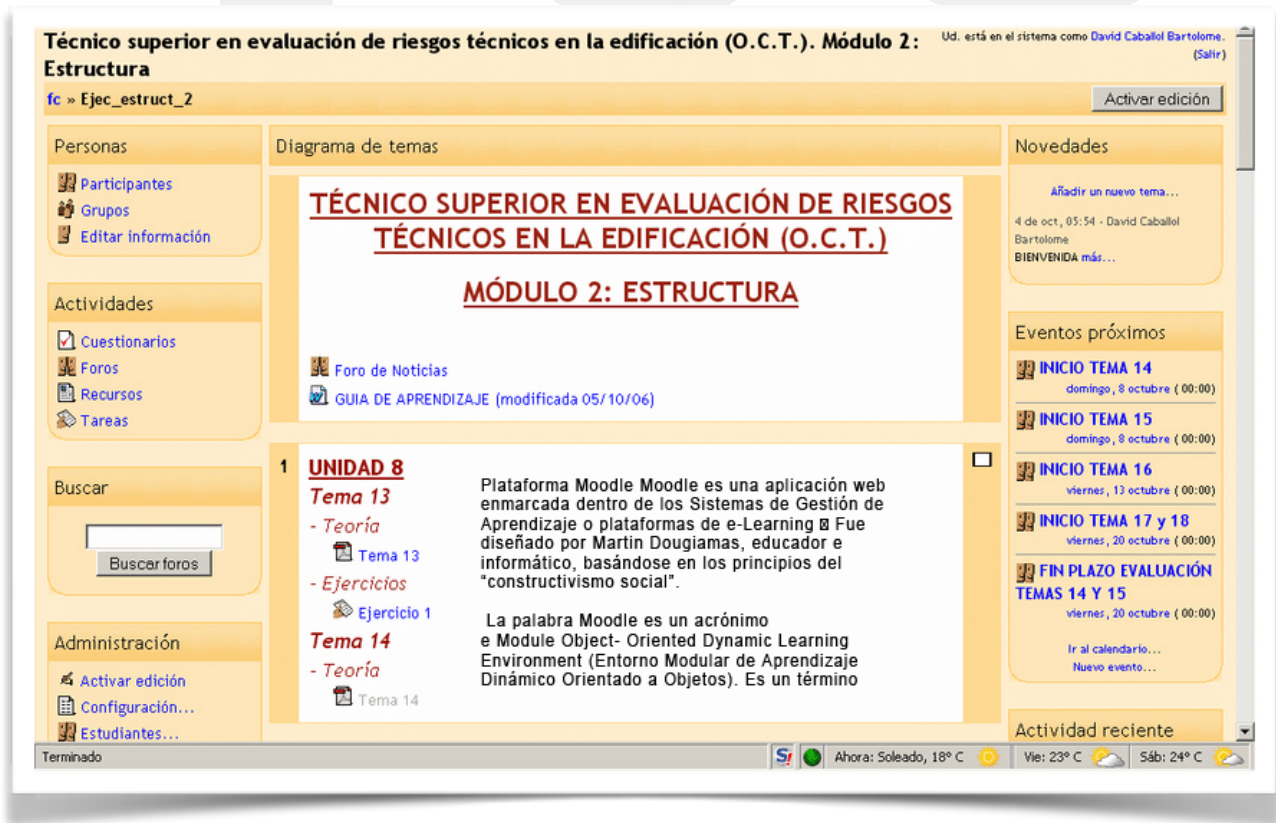 Técnico superior en evaluación de riesgos técnicos en la edificación (O.C.T.). Módulo 2:
Estructura
Ud. está en el sistema como David Caballol Bartolome.
(Salir)
fc » Ejec_estruct_2
Activar edición
Personas
Participantes
Grupos
Editar información
Actividades
Cuestionarios
Foros
Recursos
Tareas
Buscar
Buscar foros
Administración
Activar edición
Configuración...
Estudiantes...
Diagrama de temas
TÉCNICO SUPERIOR EN EVALUACIÓN DE RIESGOS
TÉCNICOS EN LA EDIFICACIÓN (O.C.T.)
MÓDULO 2: ESTRUCTURA
Foro de Noticias
GUIA DE APRENDIZAJE (modificada 05/10/06)
1
UNIDAD 8
Tema 13
- Teoría
Tema 13
- Ejercicios
Ejercicio 1
Tema 14
- Teoría
Tema 14
Plataforma Moodle Moodle es una aplicación web
enmarcada dentro de los Sistemas de Gestión de
Aprendizaje o plataformas de e-Learning Fue
diseñado por Martin Dougiamas, educador e
informático, basándose en los principios del
“constructivismo social”.
La palabra Moodle es un acrónimo
e Module Object- Oriented Dynamic Learning
Environment (Entorno Modular de Aprendizaje
Dinámico Orientado a Objetos). Es un término
Novedades
Añadir un nuevo tema...
4 de oct, 05:54 - David Caballol
Bartolome
BIENVENIDA más...
Eventos próximos
INICIO TEMA 14
domingo, 8 octubre ( 00:00)
INICIO TEMA 15
domingo, 8 octubre ( 00:00)
INICIO TEMA 16
viernes, 13 octubre ( 00:00)
INICIO TEMA 17 y 18
viernes, 20 octubre ( 00:00)
FIN PLAZO EVALUACIÓN
TEMAS 14 Y 15
viernes, 20 octubre ( 00:00)
Ir al calendario...
Nuevo evento...
Actividad reciente
Terminado
Ahora: Soleado, 18° C
Vie: 23° C
Sáb: 24° C